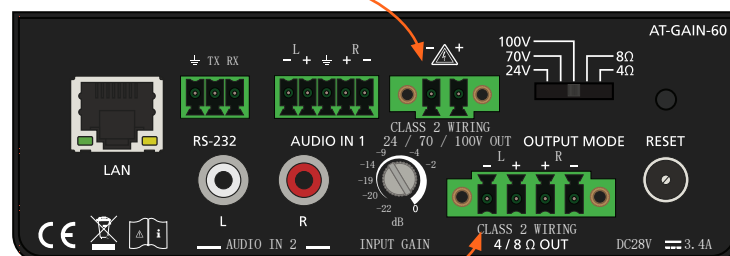 AT-GAIN-60
100V
70V
24V
8Ω
4Ω
TX RX
L R
- + + -
- +
LAN
RS-232
AUDIO IN 1
CLASS 2 WIRING
24 / 70 / 100V OUT
OUTPUT MODE
RESET
-9 -4
-14 -2
-19
-20
-22 0
dB
L R
- + + -
L
R
CLASS 2 WIRING
CE
i
AUDIO IN 2
INPUT GAIN
4 / 8 Ω OUT
DC28V 3.4A